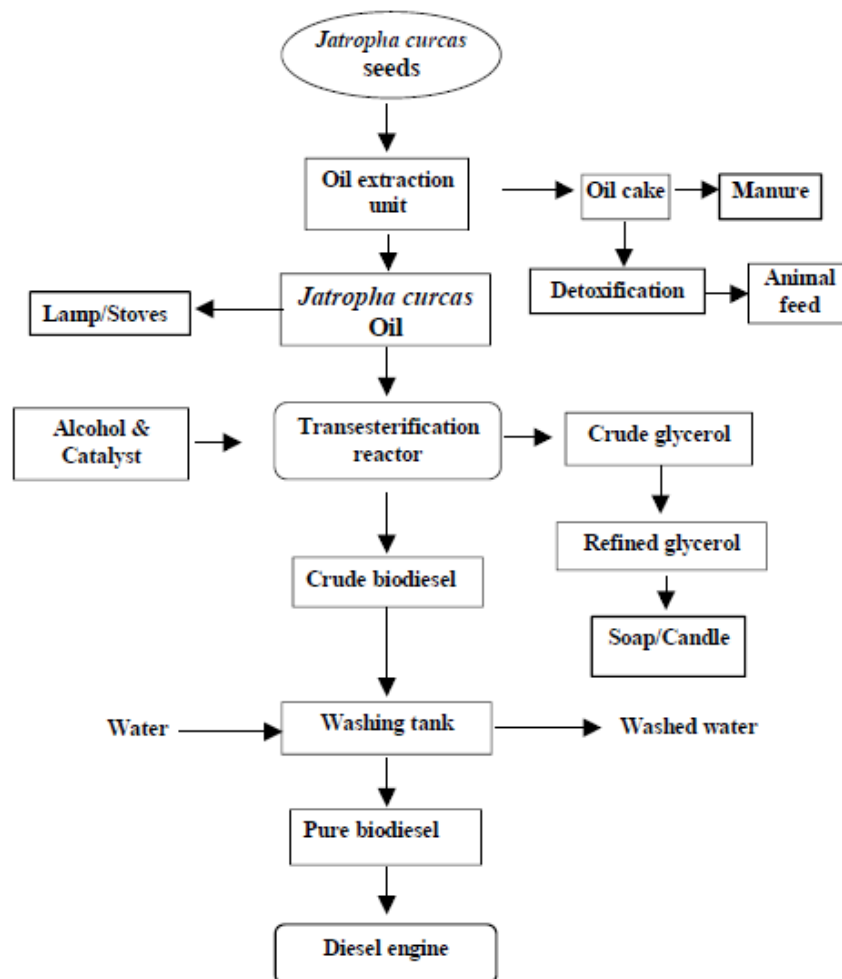 Jatropha curcas
seeds
Oil extraction
unit
Oil cake
Manure
Detoxification
Animal
feed
Jatropha curcas
Oil
Lamp/Stoves
Alcohol &
Catalyst
Transesterification
reactor
Crude glycerol
Refined glycerol
Crude biodiesel
Soap/Candle
Water
Washing tank
Washed water
Pure biodiesel
Diesel engine